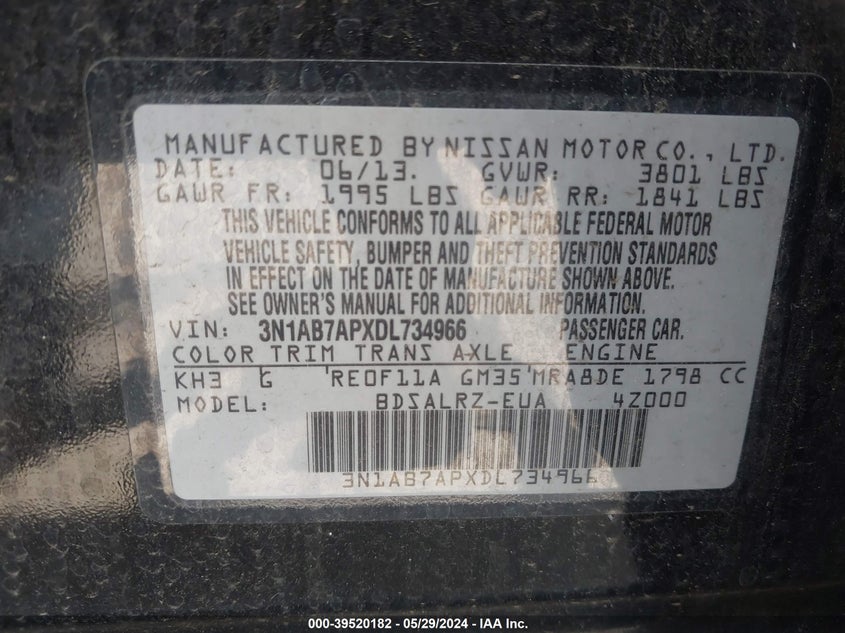 MANUFACTURED BY NISSAN MOTOR CO., LTD.
DATE: 06/13. GVWR: 3801 LBS
GAWR FR: 1995 LBS GAWR RR: 1841 LBS
THIS VEHICLE CONFORMS TO ALL APPLICABLE FEDERAL MOTOR
VEHICLE SAFETY, BUMPER AND THEFT PREVENTION STANDARDS
IN EFFECT ON THE DATE OF MANUFACTURE SHOWN ABOVE.
SEE OWNER'S MANUAL FOR ADDITIONAL INFORMATION.
VIN: 3N1AB7APXDL734966 PASSENGER CAR.
COLOR TRIM TRANS AXLE ENGINE
KH3 G RE0F11A GM35 MRA8DE 1798 CC
MODEL: BDSALRZ-EUA 4Z000
3N1AB7APXDL734966
000-39520182 - 05/29/2024 - IAA Inc.